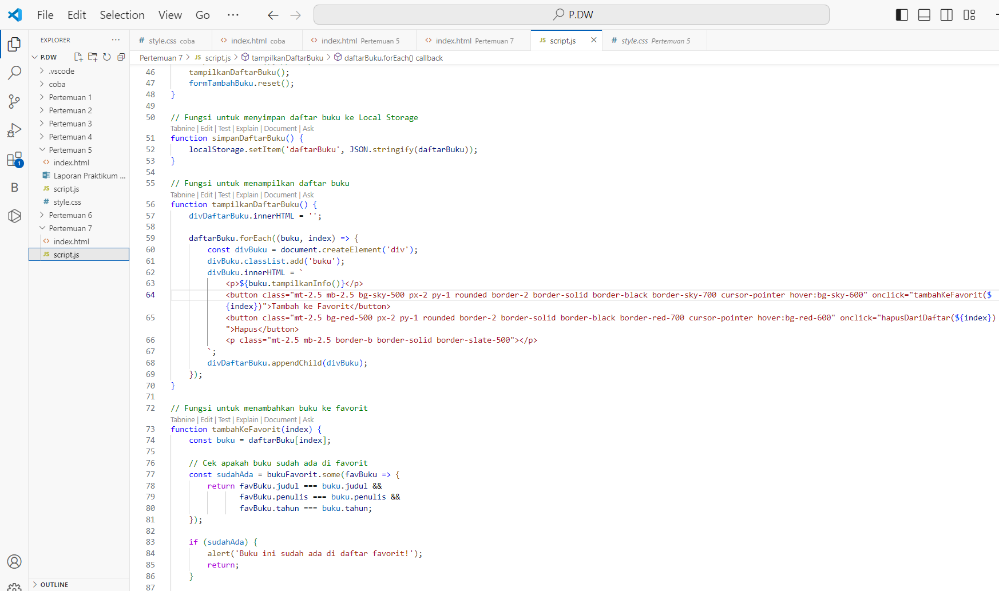 File Edit Selection View Go ··· P.DW
EXPLORER ···
P.DW
.vscode
coba
Pertemuan 1
Pertemuan 2
Pertemuan 3
Pertemuan 4
Pertemuan 5
index.html
Laporan Praktikum ...
JS script.js
# style.css
Pertemuan 6
Pertemuan 7
index.html
JS script.js
OUTLINE
1
B
# style.css coba <> index.html coba <> index.html Pertemuan 5 <> index.html Pertemuan 7 JS script.js × # style.css Pertemuan 5
Pertemuan 7 > JS script.js > tampilkanDaftarBuku > daftarBuku.forEach() callback
46 tampilkanDaftarBuku();
47 formTambahBuku.reset();
48 }
49
50 // Fungsi untuk menyimpan daftar buku ke Local Storage
Tabnine | Edit | Test | Explain | Document | Ask
51 function simpanDaftarBuku() {
52 localStorage.setItem('daftarBuku', JSON.stringify(daftarBuku));
53 }
54
55 // Fungsi untuk menampilkan daftar buku
Tabnine | Edit | Test | Explain | Document | Ask
56 function tampilkanDaftarBuku() {
57 divDaftarBuku.innerHTML = '';
58
59 daftarBuku.forEach((buku, index) => {
60 const divBuku = document.createElement('div');
61 divBuku.classList.add('buku');
62 divBuku.innerHTML = `
63 <p>${buku.tampilkanInfo()}</p>
64 <button class="mt-2.5 mb-2.5 bg-sky-500 px-2 py-1 rounded border-2 border-solid border-black border-sky-700 cursor-pointer hover:bg-sky-600" onclick="tambahKeFavorit($
{index})">Tambah ke Favorit</button>
65 <button class="mt-2.5 bg-red-500 px-2 py-1 rounded border-2 border-solid border-black border-red-700 cursor-pointer hover:bg-red-600" onclick="hapusDariDaftar(${index})
">Hapus</button>
66 <p class="mt-2.5 mb-2.5 border-b border-solid border-slate-500"></p>
67 `;
68 divDaftarBuku.appendChild(divBuku);
69 });
70 }
71
72 // Fungsi untuk menambahkan buku ke favorit
Tabnine | Edit | Test | Explain | Document | Ask
73 function tambahKeFavorit(index) {
74 const buku = daftarBuku[index];
75
76 // Cek apakah buku sudah ada di favorit
77 const sudahAda = bukuFavorit.some(favBuku => {
78 return favBuku.judul === buku.judul &&
79 favBuku.penulis === buku.penulis &&
80 favBuku.tahun === buku.tahun;
81 });
82
83 if (sudahAda) {
84 alert('Buku ini sudah ada di daftar favorit!');
85 return;
86 }
87